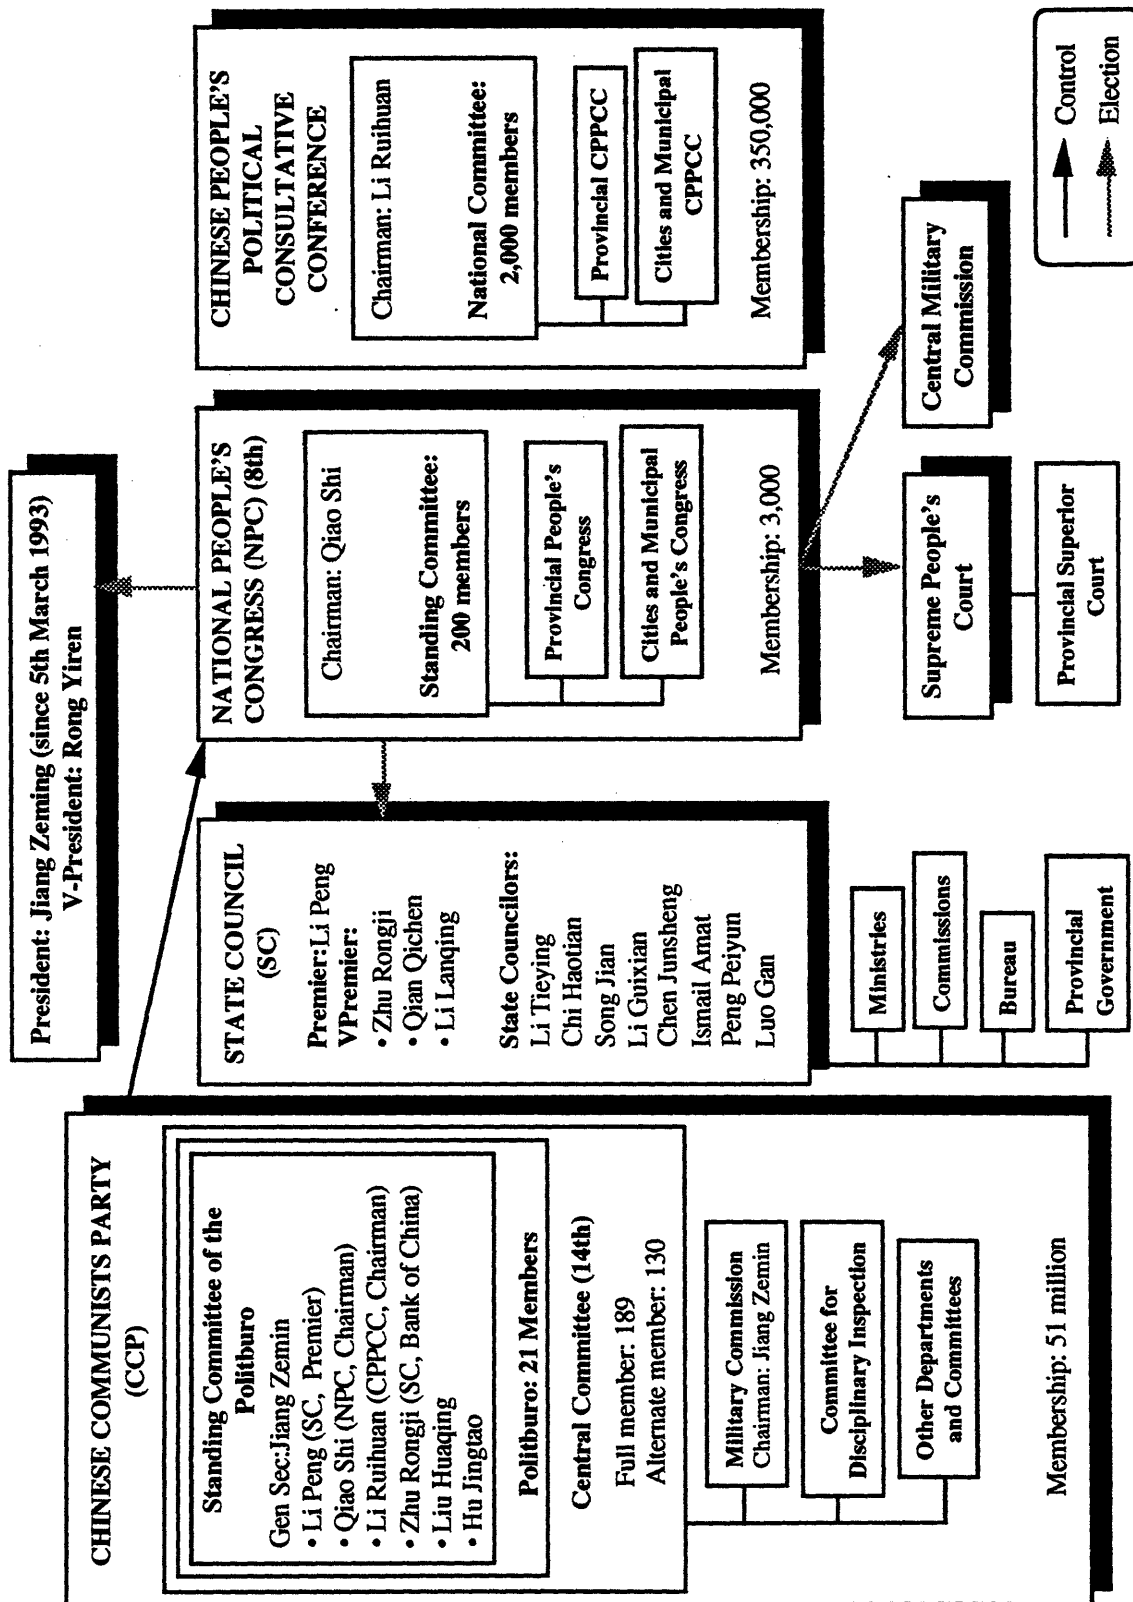 President: Jiang Zeming (since 5th March 1993)
V-President: Rong Yiren
CHINESE COMMUNISTS PARTY
(CCP)
Standing Committee of the
Politburo
Gen Sec:Jiang Zemin
• Li Peng (SC, Premier)
• Qiao Shi (NPC, Chairman)
• Li Ruihuan (CPPCC, Chairman)
• Zhu Rongji (SC, Bank of China)
• Liu Huaqing
• Hu Jingtao
Politburo: 21 Members
Central Committee (14th)
Full member: 189
Alternate member: 130
Military Commission
Chairman: Jiang Zemin
Committee for
Disciplinary Inspection
Other Departments
and Committees
Membership: 51 million
STATE COUNCIL
(SC)
Premier:Li Peng
VPremier:
• Zhu Rongji
• Qian Qichen
• Li Lanqing
State Councilors:
Li Tieying
Chi Haotian
Song Jian
Li Guixian
Chen Junsheng
Ismail Amat
Peng Peiyun
Luo Gan
Ministries
Commissions
Bureau
Provincial
Government
NATIONAL PEOPLE'S
CONGRESS (NPC) (8th)
Chairman: Qiao Shi
Standing Committee:
200 members
Provincial People's
Congress
Cities and Municipal
People's Congress
Membership: 3,000
Supreme People's
Court
Provincial Superior
Court
Central Military
Commission
CHINESE PEOPLE'S
POLITICAL
CONSULTATIVE
CONFERENCE
Chairman: Li Ruihuan
National Committee:
2,000 members
Provincial CPPCC
Cities and Municipal
CPPCC
Membership: 350,000
Control
Election